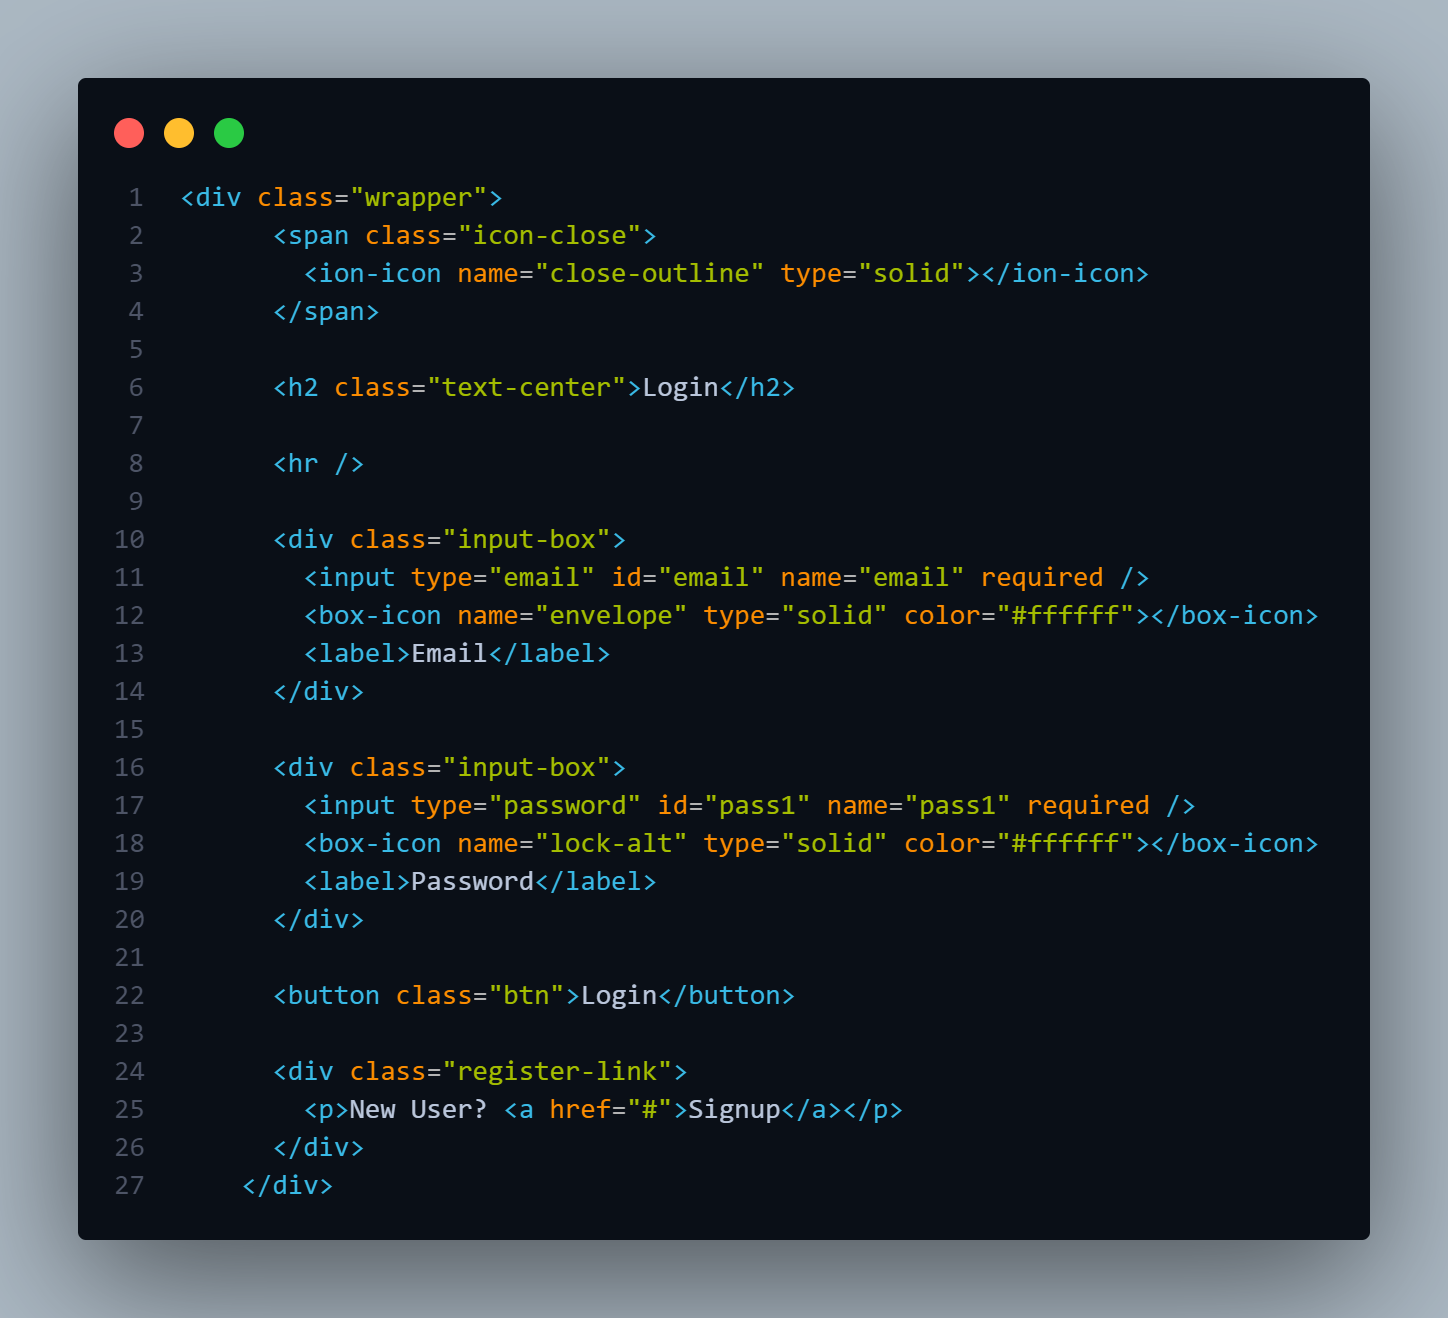 1 <div class="wrapper">
2       <span class="icon-close">
3         <ion-icon name="close-outline" type="solid"></ion-icon>
4       </span>
5
6       <h2 class="text-center">Login</h2>
7
8       <hr />
9
10       <div class="input-box">
11         <input type="email" id="email" name="email" required />
12         <box-icon name="envelope" type="solid" color="#ffffff"></box-icon>
13         <label>Email</label>
14       </div>
15
16       <div class="input-box">
17         <input type="password" id="pass1" name="pass1" required />
18         <box-icon name="lock-alt" type="solid" color="#ffffff"></box-icon>
19         <label>Password</label>
20       </div>
21
22       <button class="btn">Login</button>
23
24       <div class="register-link">
25         <p>New User? <a href="#">Signup</a></p>
26       </div>
27     </div>